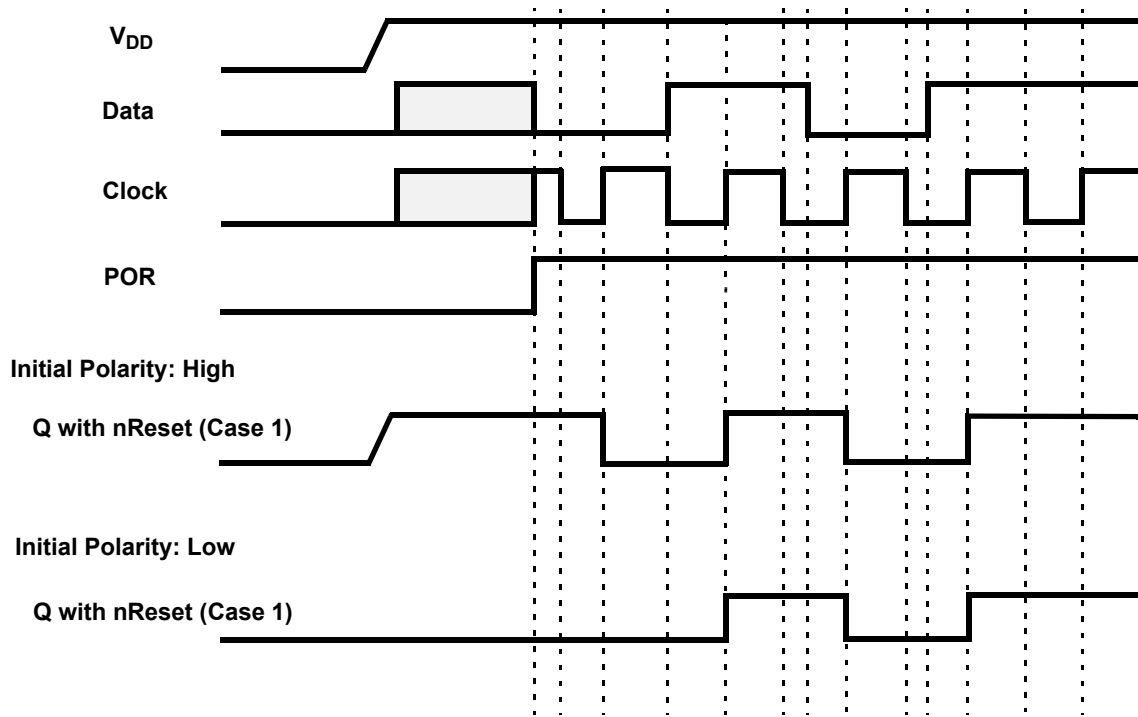 VDD
Data
Clock
POR
Initial Polarity: High
Q with nReset (Case 1)
Initial Polarity: Low
Q with nReset (Case 1)